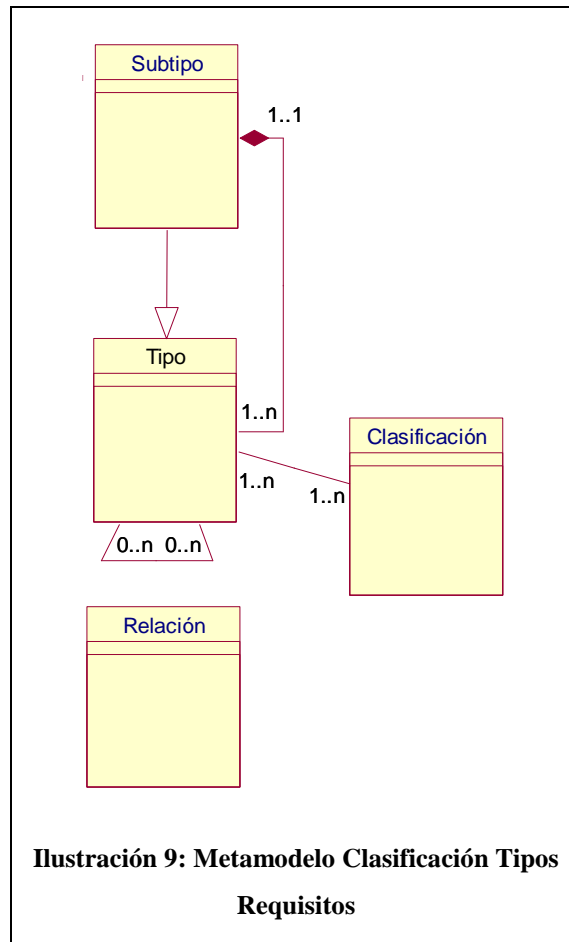 Subtipo
1..1
Tipo
1..n
Clasificación
1..n
1..n
0..n 0..n
Relación
Ilustración 9: Metamodelo Clasificación Tipos
Requisitos